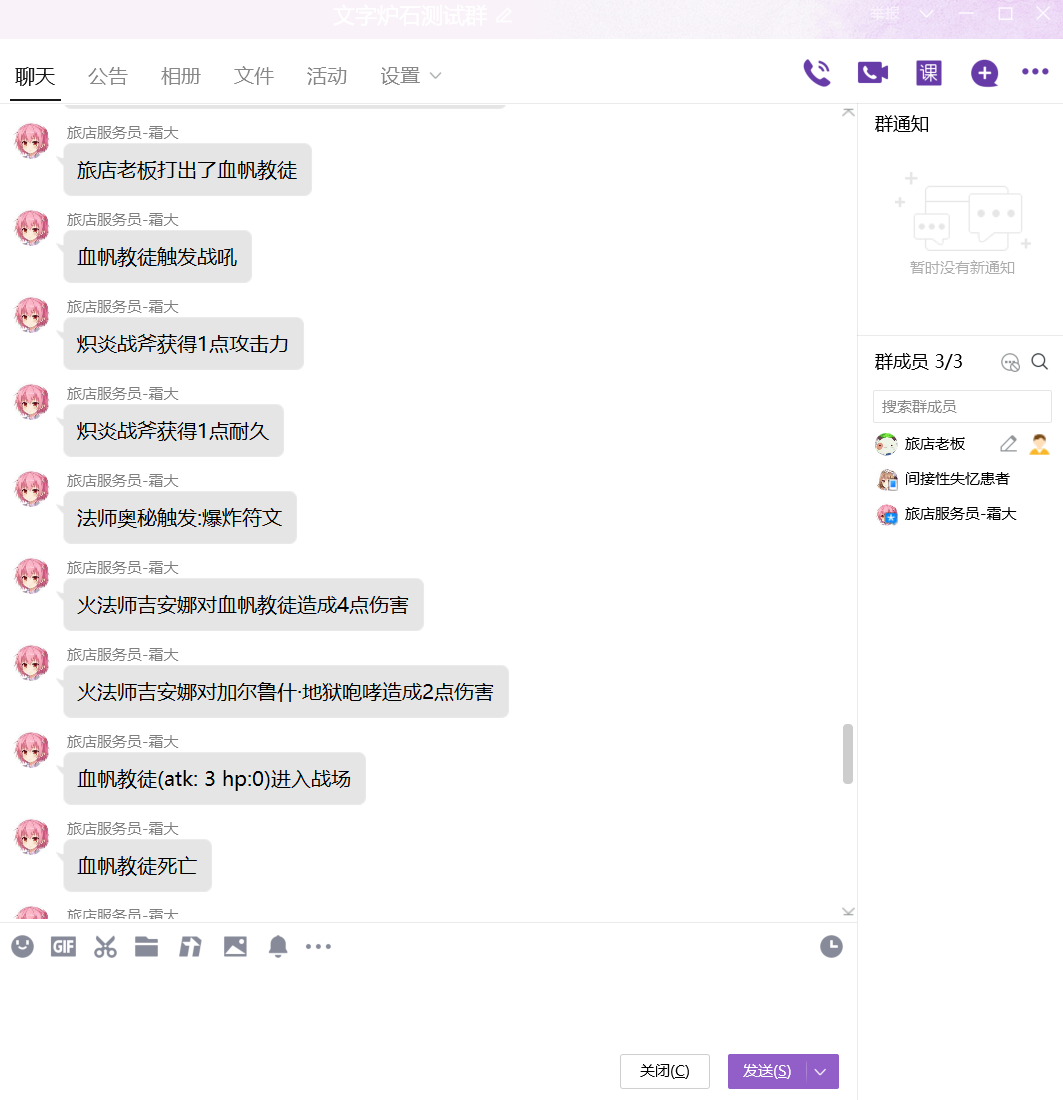 文字炉石测试群
举报
聊天
公告
相册
文件
活动
设置
课
旅店服务员-霜大
旅店老板打出了血帆教徒
旅店服务员-霜大
血帆教徒触发战吼
旅店服务员-霜大
炽炎战斧获得1点攻击力
旅店服务员-霜大
炽炎战斧获得1点耐久
旅店服务员-霜大
法师奥秘触发:爆炸符文
旅店服务员-霜大
火法师吉安娜对血帆教徒造成4点伤害
旅店服务员-霜大
火法师吉安娜对加尔鲁什·地狱咆哮造成2点伤害
旅店服务员-霜大
血帆教徒(atk: 3 hp:0)进入战场
旅店服务员-霜大
血帆教徒死亡
旅店服务员-霜大
GIF
关闭(C)
发送(S)
群通知
暂时没有新通知
群成员 3/3
搜索群成员
旅店老板
间接性失忆患者
旅店服务员-霜大